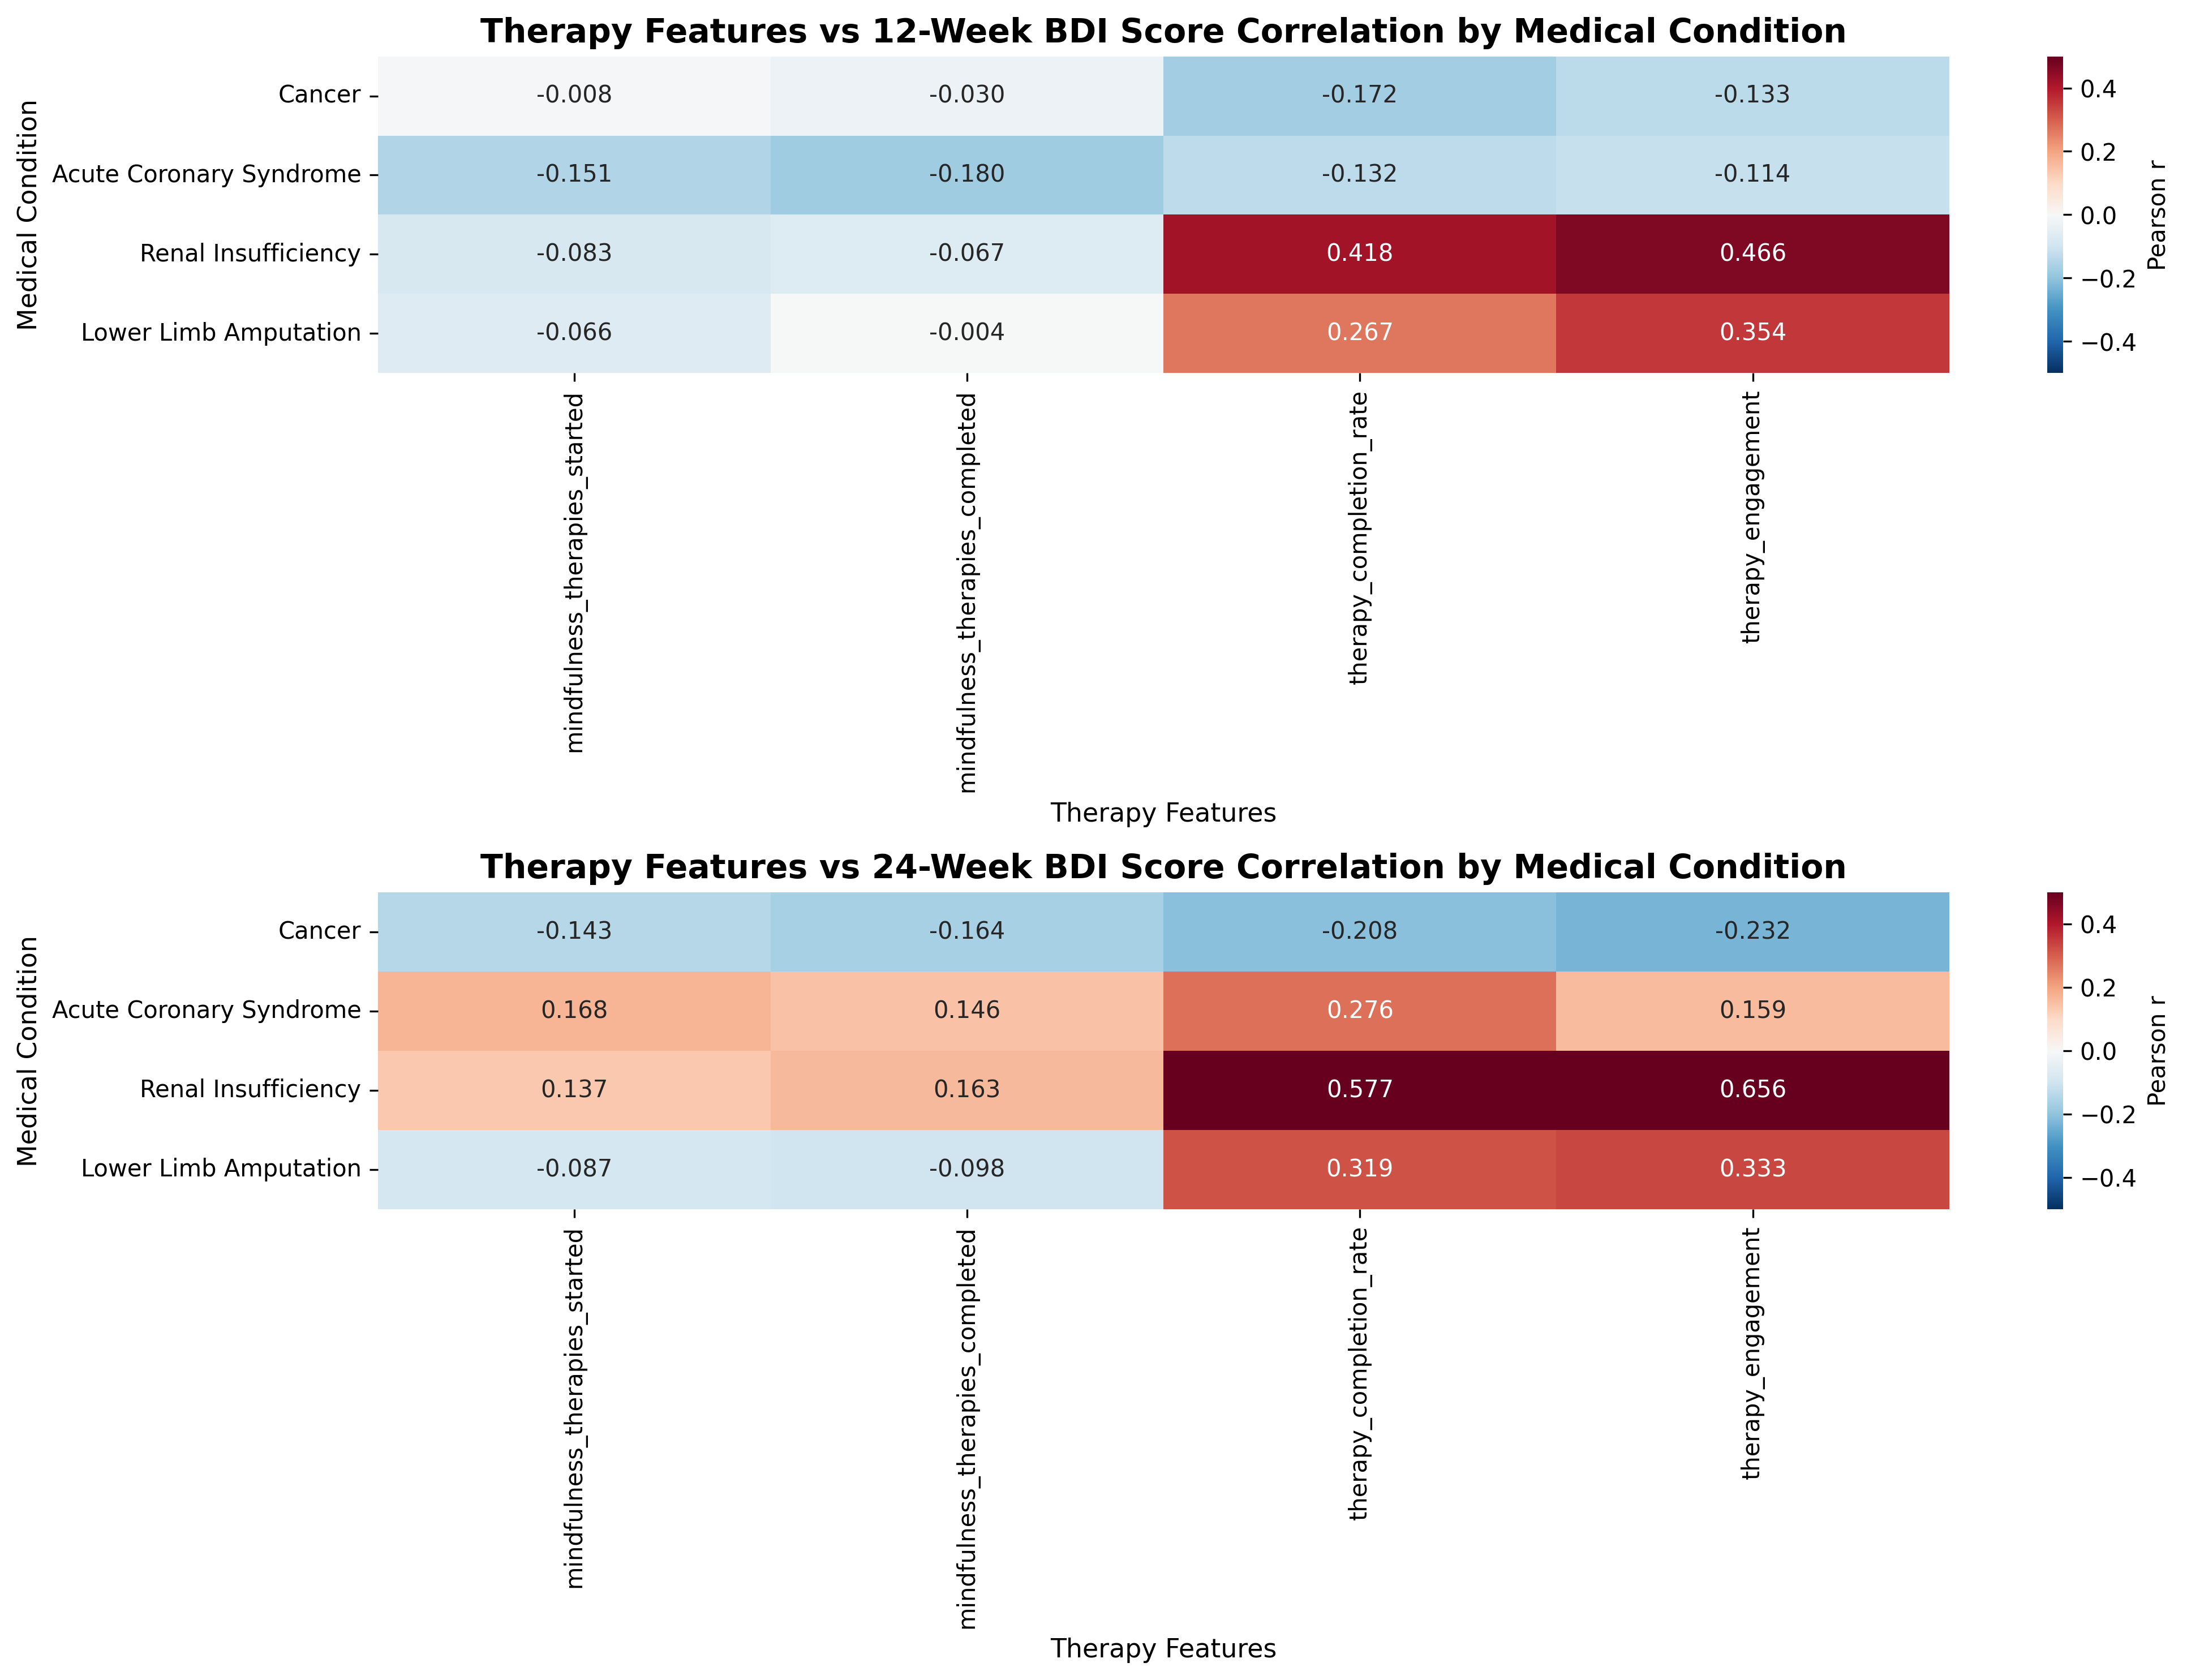 Therapy Features vs 12-Week BDI Score Correlation by Medical Condition
Medical Condition
Cancer -0.008 -0.030 -0.172 -0.133
Acute Coronary Syndrome -0.151 -0.180 -0.132 -0.114
Renal Insufficiency -0.083 -0.067 0.418 0.466
Lower Limb Amputation -0.066 -0.004 0.267 0.354
mindfulness_therapies_started
mindfulness_therapies_completed
therapy_completion_rate
therapy_engagement
Therapy Features
0.4
0.2
0.0
−0.2
−0.4
Pearson r
Therapy Features vs 24-Week BDI Score Correlation by Medical Condition
Medical Condition
Cancer -0.143 -0.164 -0.208 -0.232
Acute Coronary Syndrome 0.168 0.146 0.276 0.159
Renal Insufficiency 0.137 0.163 0.577 0.656
Lower Limb Amputation -0.087 -0.098 0.319 0.333
mindfulness_therapies_started
mindfulness_therapies_completed
therapy_completion_rate
therapy_engagement
Therapy Features
0.4
0.2
0.0
−0.2
−0.4
Pearson r